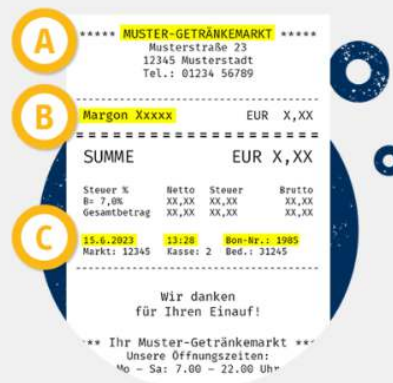 A
***** MUSTER-GETRÄNKEMARKT *****
Musterstraße 23
12345 Musterstadt
Tel.: 01234 56789
B
Margon Xxxxx EUR X,XX
SUMME EUR X,XX
Steuer % Netto Steuer Brutto
B= 7,0% XX,XX XX,XX XX,XX
Gesamtbetrag XX,XX XX,XX XX,XX
C
15.6.2023 13:28 Bon-Nr.: 1985
Markt: 12345 Kasse: 2 Bed.: 31245
Wir danken
für Ihren Einauf!
*** Ihr Muster-Getränkemarkt ***
Unsere Öffnungszeiten:
Mo – Sa: 7.00 – 22.00 Uhr